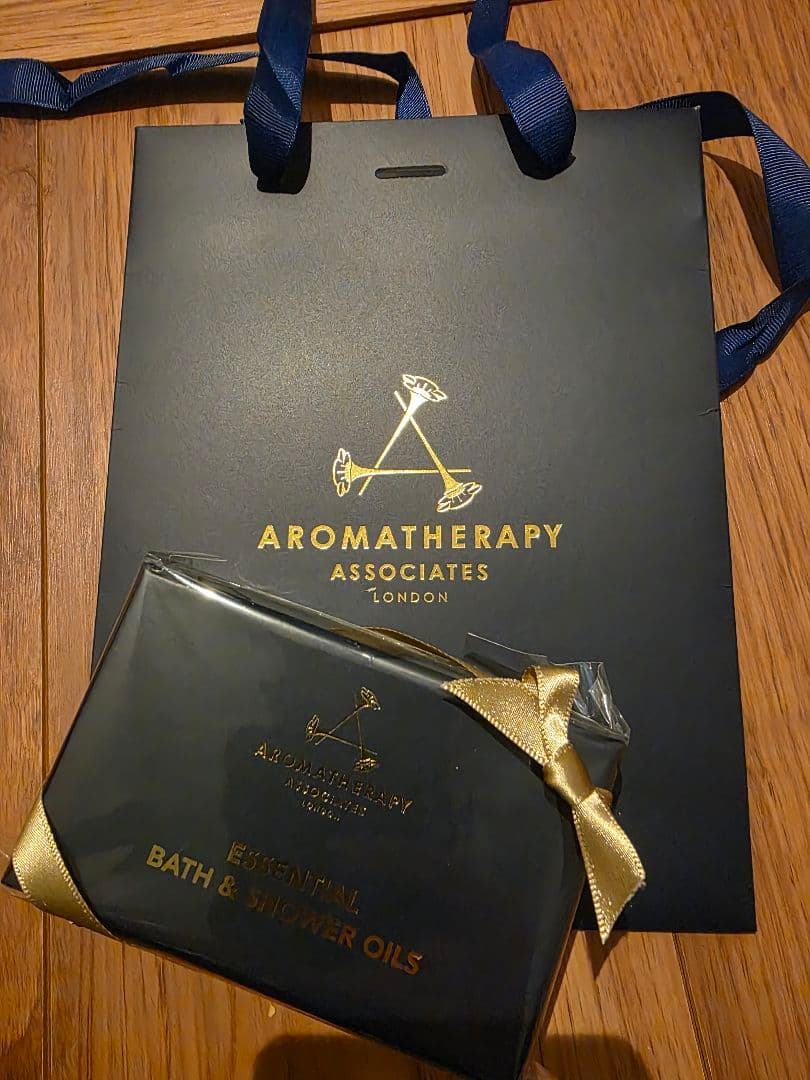 AROMATHERAPY
ASSOCIATES
LONDON
AROMATHERAPY
ASSOCIATES
LONDON
ESSENTIAL
BATH & SHOWER OILS